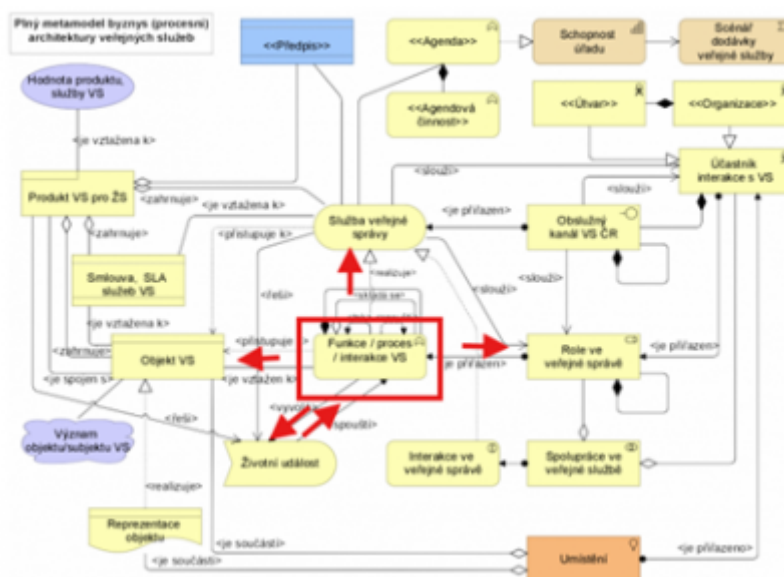 Plný metamodel byznys (procesní)
architektury veřejných služeb
<<Předpis>>
<<Agenda>>
Schopnost
úřadu
Scénář
dodávky
veřejné služby
Hodnota produktu,
služby VS
<<Agendová
činnost>>
<<Útvar>>
<<Organizace>>
<je vztažena k>
<slouží>
Účastník
interakce s VS
Produkt VS pro ŽS
<zahrnuje>
<je vztažena k>
Služba veřejné
správy
<je přiřazen>
Obslužný
kanál VS ČR
<slouží>
<zahrnuje>
<přistupuje k>
Smlouva, SLA
služeb VS
<realizuje>
<slouží>
<slouží>
<řeší>
<skládá se>
<je vztažena k>
<přistupuje>
Funkce / proces
/ interakce VS
Objekt VS
<zahrnuje>
<je vztažen k>
je přiřazen>
Role ve
veřejné správě
<je přiřazen>
<je spojen s>
<řeší>
<vyvolá
spouští>
Význam
objektu/subjektu VS
Životní událost
Interakce ve
veřejné správě
Spolupráce ve
veřejné službě
<realizuje>
Reprezentace
objektu
<je součástí>
<je součástí>
Umístění
<je přiřazeno>